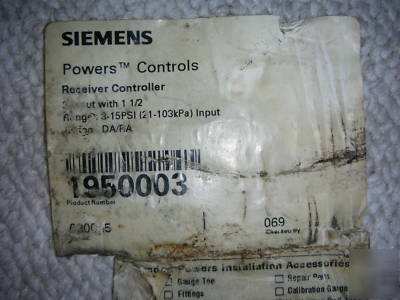 SIEMENS
Powers™ Controls
Receiver Controller
with 1 1/2
3-15PSI (21-103kPa) Input
DA/RA
1950003
Product Number
069
Powers Installation Accessories
Gauge Tee
Repair Parts
Fittings
Calibration Gauge